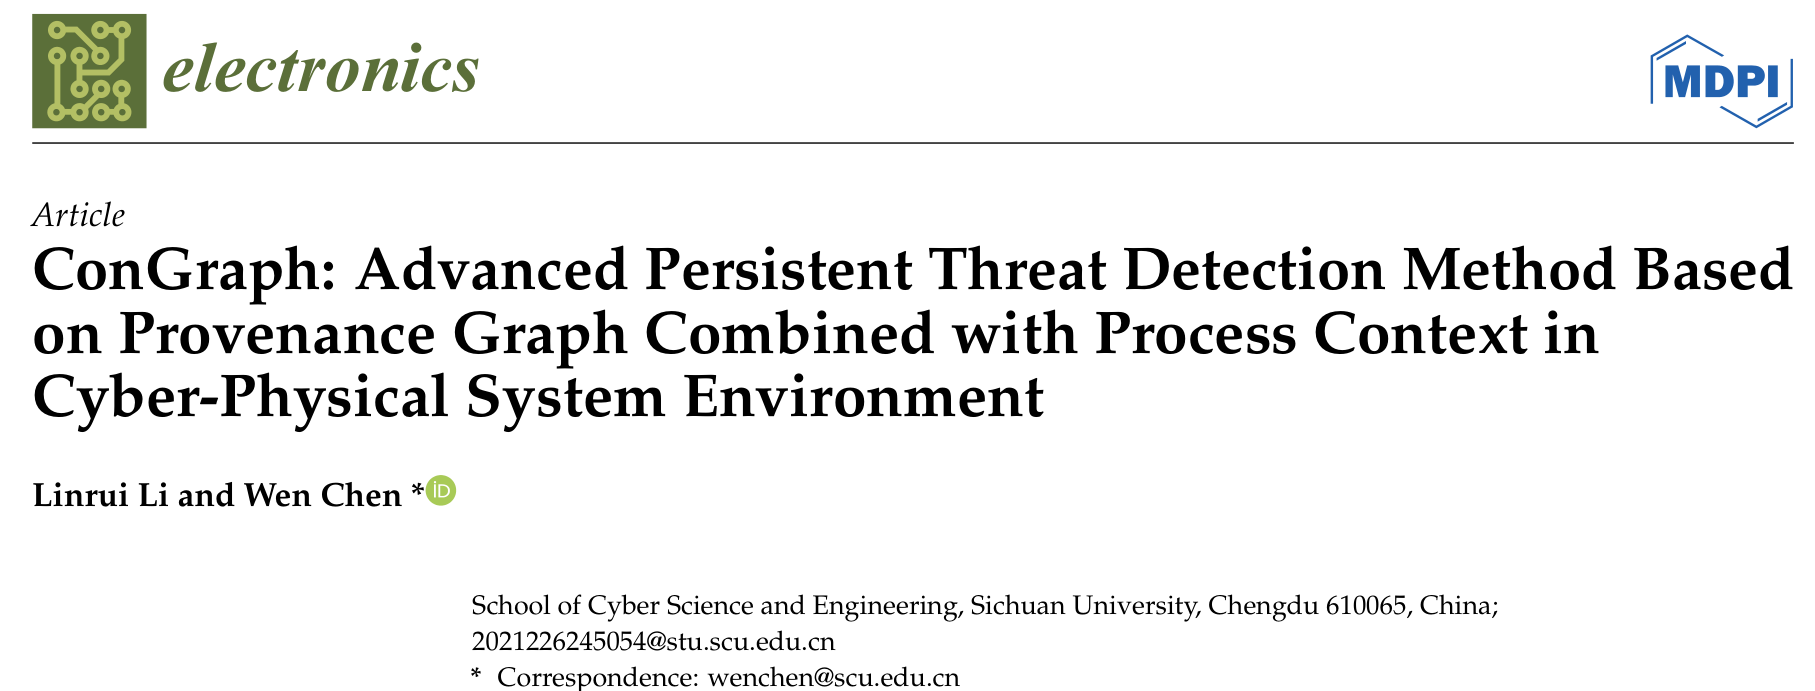 electronics
MDPI
Article
ConGraph: Advanced Persistent Threat Detection Method Based
on Provenance Graph Combined with Process Context in
Cyber-Physical System Environment
Linrui Li and Wen Chen * iD
School of Cyber Science and Engineering, Sichuan University, Chengdu 610065, China;
2021226245054@stu.scu.edu.cn
* Correspondence: wenchen@scu.edu.cn